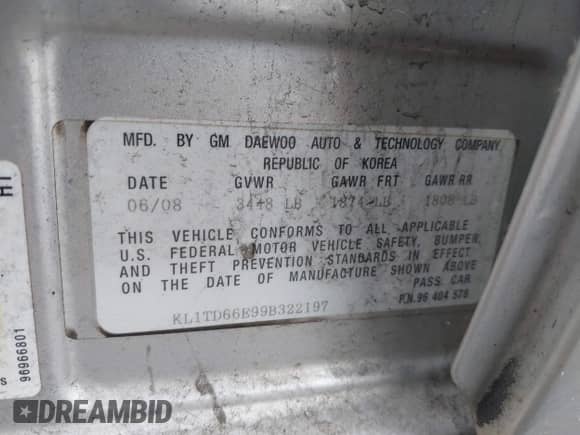 MFD. BY GM DAEWOO AUTO & TECHNOLOGY COMPANY.
REPUBLIC OF KOREA
DATE GVWR GAWR FRT GAWR RR
06/08 3448 LB 1874 LB 1808 LB
THIS VEHICLE CONFORMS TO ALL APPLICABLE
U.S. FEDERAL MOTOR VEHICLE SAFETY, BUMPER,
AND THEFT PREVENTION STANDARDS IN EFFECT
ON THE DATE OF MANUFACTURE SHOWN ABOVE
PASS CAR
P.N. 96 404 578
KL1TD66E99B322197
96966801
DREAMBID